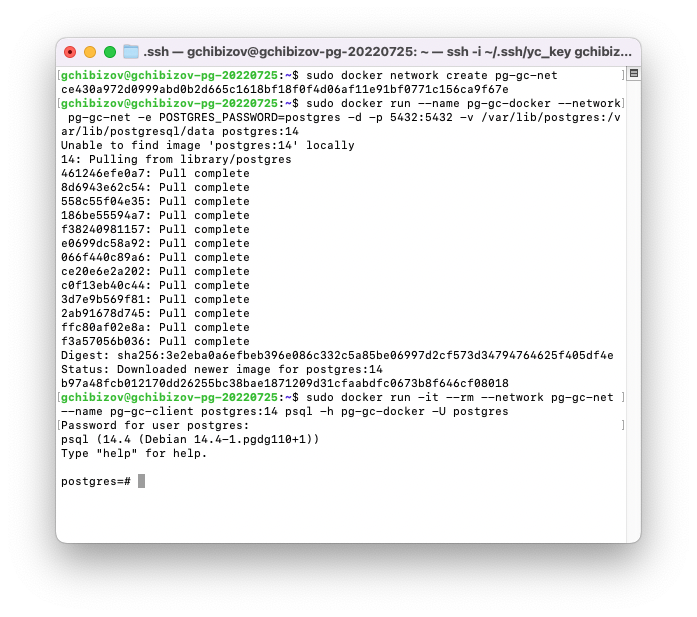 .ssh — gchibizov@gchibizov-pg-20220725: ~ — ssh -i ~/.ssh/yc_key gchibiz...
[gchibizov@gchibizov-pg-20220725:~$ sudo docker network create pg-gc-net ]
ce430a972d0999abd0b2d665c1618bf18f0f4d06af11e91bf0771c156ca9f67e
[gchibizov@gchibizov-pg-20220725:~$ sudo docker run --name pg-gc-docker --network]
pg-gc-net -e POSTGRES_PASSWORD=postgres -d -p 5432:5432 -v /var/lib/postgres:/v
ar/lib/postgresql/data postgres:14
Unable to find image 'postgres:14' locally
14: Pulling from library/postgres
461246efe0a7: Pull complete
8d6943e62c54: Pull complete
558c55f04e35: Pull complete
186be55594a7: Pull complete
f38240981157: Pull complete
e0699dc58a92: Pull complete
066f440c89a6: Pull complete
ce20e6e2a202: Pull complete
c0f13eb40c44: Pull complete
3d7e9b569f81: Pull complete
2ab91678d745: Pull complete
ffc80af02e8a: Pull complete
f3a57056b036: Pull complete
Digest: sha256:3e2eba0a6efbeb396e086c332c5a85be06997d2cf573d34794764625f405df4e
Status: Downloaded newer image for postgres:14
b97a48fcb012170dd26255bc38bae1871209d31cfaabdfc0673b8f646cf08018
[gchibizov@gchibizov-pg-20220725:~$ sudo docker run -it --rm --network pg-gc-net ]
--name pg-gc-client postgres:14 psql -h pg-gc-docker -U postgres
[Password for user postgres: ]
psql (14.4 (Debian 14.4-1.pgdg110+1))
Type "help" for help.
postgres=#